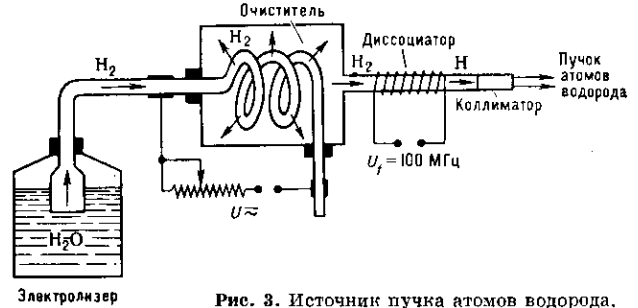 Очиститель
H₂
H₂
H₂
Диссоциатор
H
Пучок
атомов
водорода
Коллиматор
U_f = 100 МГц
U≂
H₂O
Электролизер
Рис. 3. Источник пучка атомов водорода.